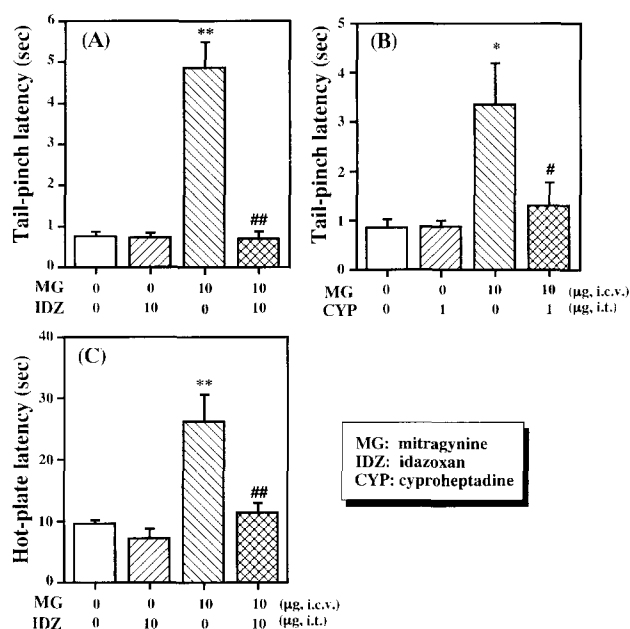 (A)
Tail-pinch latency (sec)
6
5
4
3
2
1
0
**
##
MG 0 0 10 10
IDZ 0 10 0 10
(B)
Tail-pinch latency (sec)
5
4
3
2
1
0
*
#
MG 0 0 10 10 (μg, i.c.v.)
CYP 0 1 0 1 (μg, i.t.)
(C)
Hot-plate latency (sec)
40
30
20
10
0
**
##
MG 0 0 10 10 (μg, i.c.v.)
IDZ 0 10 0 10 (μg, i.t.)
MG: mitragynine
IDZ: idazoxan
CYP: cyproheptadine